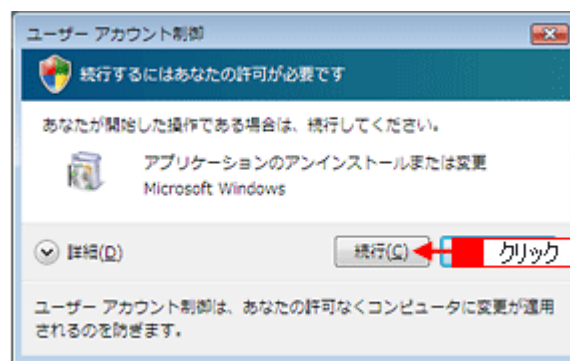 ユーザー アカウント制御
続行するにはあなたの許可が必要です
あなたが開始した操作である場合は、続行してください。
アプリケーションのアンインストールまたは変更
Microsoft Windows
詳細(D)
続行(C)
クリック
ユーザー アカウント制御は、あなたの許可なくコンピュータに変更が適用
されるのを防ぎます。